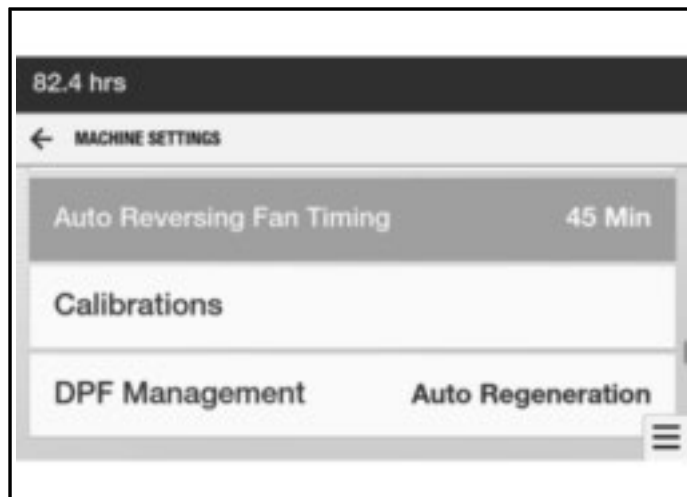 82.4 hrs
MACHINE SETTINGS
Auto Reversing Fan Timing 45 Min
Calibrations
DPF Management Auto Regeneration